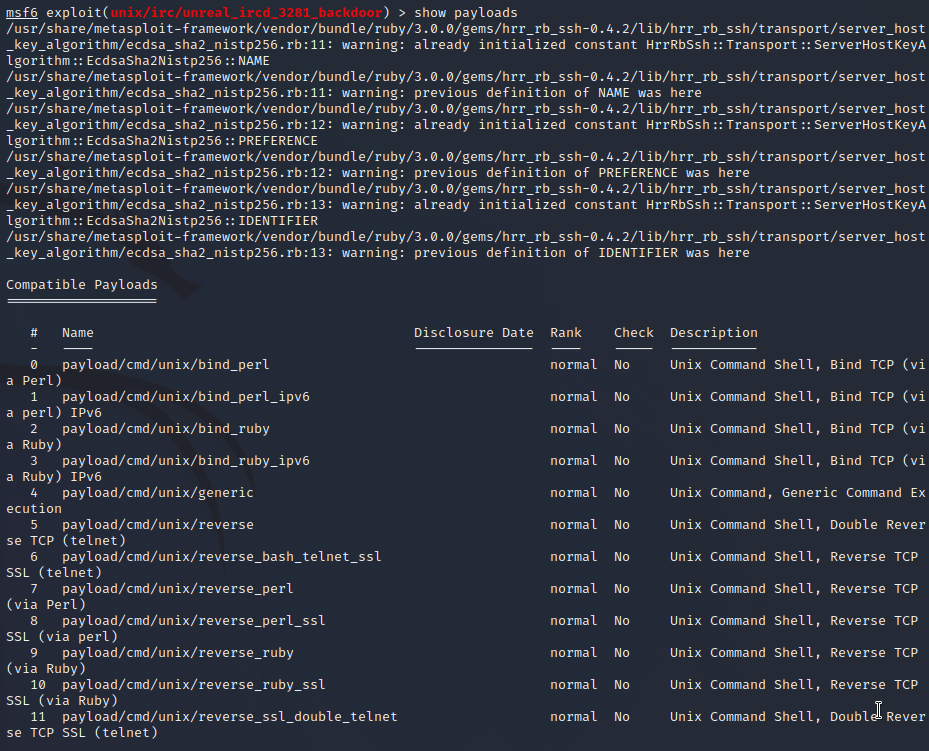 msf6 exploit(unix/irc/unreal_ircd_3281_backdoor) > show payloads
/usr/share/metasploit-framework/vendor/bundle/ruby/3.0.0/gems/hrr_rb_ssh-0.4.2/lib/hrr_rb_ssh/transport/server_host
_key_algorithm/ecdsa_sha2_nistp256.rb:11: warning: already initialized constant HrrRbSsh::Transport::ServerHostKeyA
lgorithm::EcdsaSha2Nistp256::NAME
/usr/share/metasploit-framework/vendor/bundle/ruby/3.0.0/gems/hrr_rb_ssh-0.4.2/lib/hrr_rb_ssh/transport/server_host
_key_algorithm/ecdsa_sha2_nistp256.rb:11: warning: previous definition of NAME was here
/usr/share/metasploit-framework/vendor/bundle/ruby/3.0.0/gems/hrr_rb_ssh-0.4.2/lib/hrr_rb_ssh/transport/server_host
_key_algorithm/ecdsa_sha2_nistp256.rb:12: warning: already initialized constant HrrRbSsh::Transport::ServerHostKeyA
lgorithm::EcdsaSha2Nistp256::PREFERENCE
/usr/share/metasploit-framework/vendor/bundle/ruby/3.0.0/gems/hrr_rb_ssh-0.4.2/lib/hrr_rb_ssh/transport/server_host
_key_algorithm/ecdsa_sha2_nistp256.rb:12: warning: previous definition of PREFERENCE was here
/usr/share/metasploit-framework/vendor/bundle/ruby/3.0.0/gems/hrr_rb_ssh-0.4.2/lib/hrr_rb_ssh/transport/server_host
_key_algorithm/ecdsa_sha2_nistp256.rb:13: warning: already initialized constant HrrRbSsh::Transport::ServerHostKeyA
lgorithm::EcdsaSha2Nistp256::IDENTIFIER
/usr/share/metasploit-framework/vendor/bundle/ruby/3.0.0/gems/hrr_rb_ssh-0.4.2/lib/hrr_rb_ssh/transport/server_host
_key_algorithm/ecdsa_sha2_nistp256.rb:13: warning: previous definition of IDENTIFIER was here
Compatible Payloads
===================
# Name Disclosure Date Rank Check Description
- ---- --------------- ---- ----- -----------
0 payload/cmd/unix/bind_perl normal No Unix Command Shell, Bind TCP (vi
a Perl)
1 payload/cmd/unix/bind_perl_ipv6 normal No Unix Command Shell, Bind TCP (vi
a perl) IPv6
2 payload/cmd/unix/bind_ruby normal No Unix Command Shell, Bind TCP (vi
a Ruby)
3 payload/cmd/unix/bind_ruby_ipv6 normal No Unix Command Shell, Bind TCP (vi
a Ruby) IPv6
4 payload/cmd/unix/generic normal No Unix Command, Generic Command Ex
ecution
5 payload/cmd/unix/reverse normal No Unix Command Shell, Double Rever
se TCP (telnet)
6 payload/cmd/unix/reverse_bash_telnet_ssl normal No Unix Command Shell, Reverse TCP
SSL (telnet)
7 payload/cmd/unix/reverse_perl normal No Unix Command Shell, Reverse TCP
(via Perl)
8 payload/cmd/unix/reverse_perl_ssl normal No Unix Command Shell, Reverse TCP
SSL (via perl)
9 payload/cmd/unix/reverse_ruby normal No Unix Command Shell, Reverse TCP
(via Ruby)
10 payload/cmd/unix/reverse_ruby_ssl normal No Unix Command Shell, Reverse TCP
SSL (via Ruby)
11 payload/cmd/unix/reverse_ssl_double_telnet normal No Unix Command Shell, Double Rever
se TCP SSL (telnet)